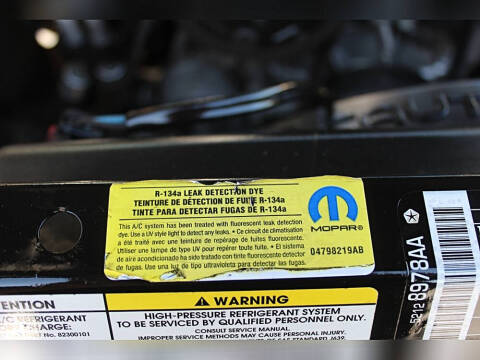 R-134a LEAK DETECTION DYE
TEINTURE DE DÉTECTION DE FUITE R-134a
TINTE PARA DETECTAR FUGAS DE R-134a
This A/C system has been treated with fluorescent leak detection
dye. Use a UV style light to detect any leaks. • Ce circuit de climatisation
a été traité avec une teinture de repérage de fuites fluorescente.
Utiliser une lampe de type UV pour repérer toute fuite. • El sistema
de aire acondicionado ha sido tratado con tinte fluorescente detector
de fugas. Use una luz de tipo ultravioleta para detectar las fugas.
MOPAR
04798219AB
5212 8978AA
TENTION
A/C REFRIGERANT
CHARGE:
PART No. 82300101
WARNING
HIGH-PRESSURE REFRIGERANT SYSTEM
TO BE SERVICED BY QUALIFIED PERSONNEL ONLY.
CONSULT SERVICE MANUAL.
IMPROPER SERVICE METHODS MAY CAUSE PERSONAL INJURY.